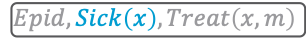 Epid, Sick(x), Treat(x, m)